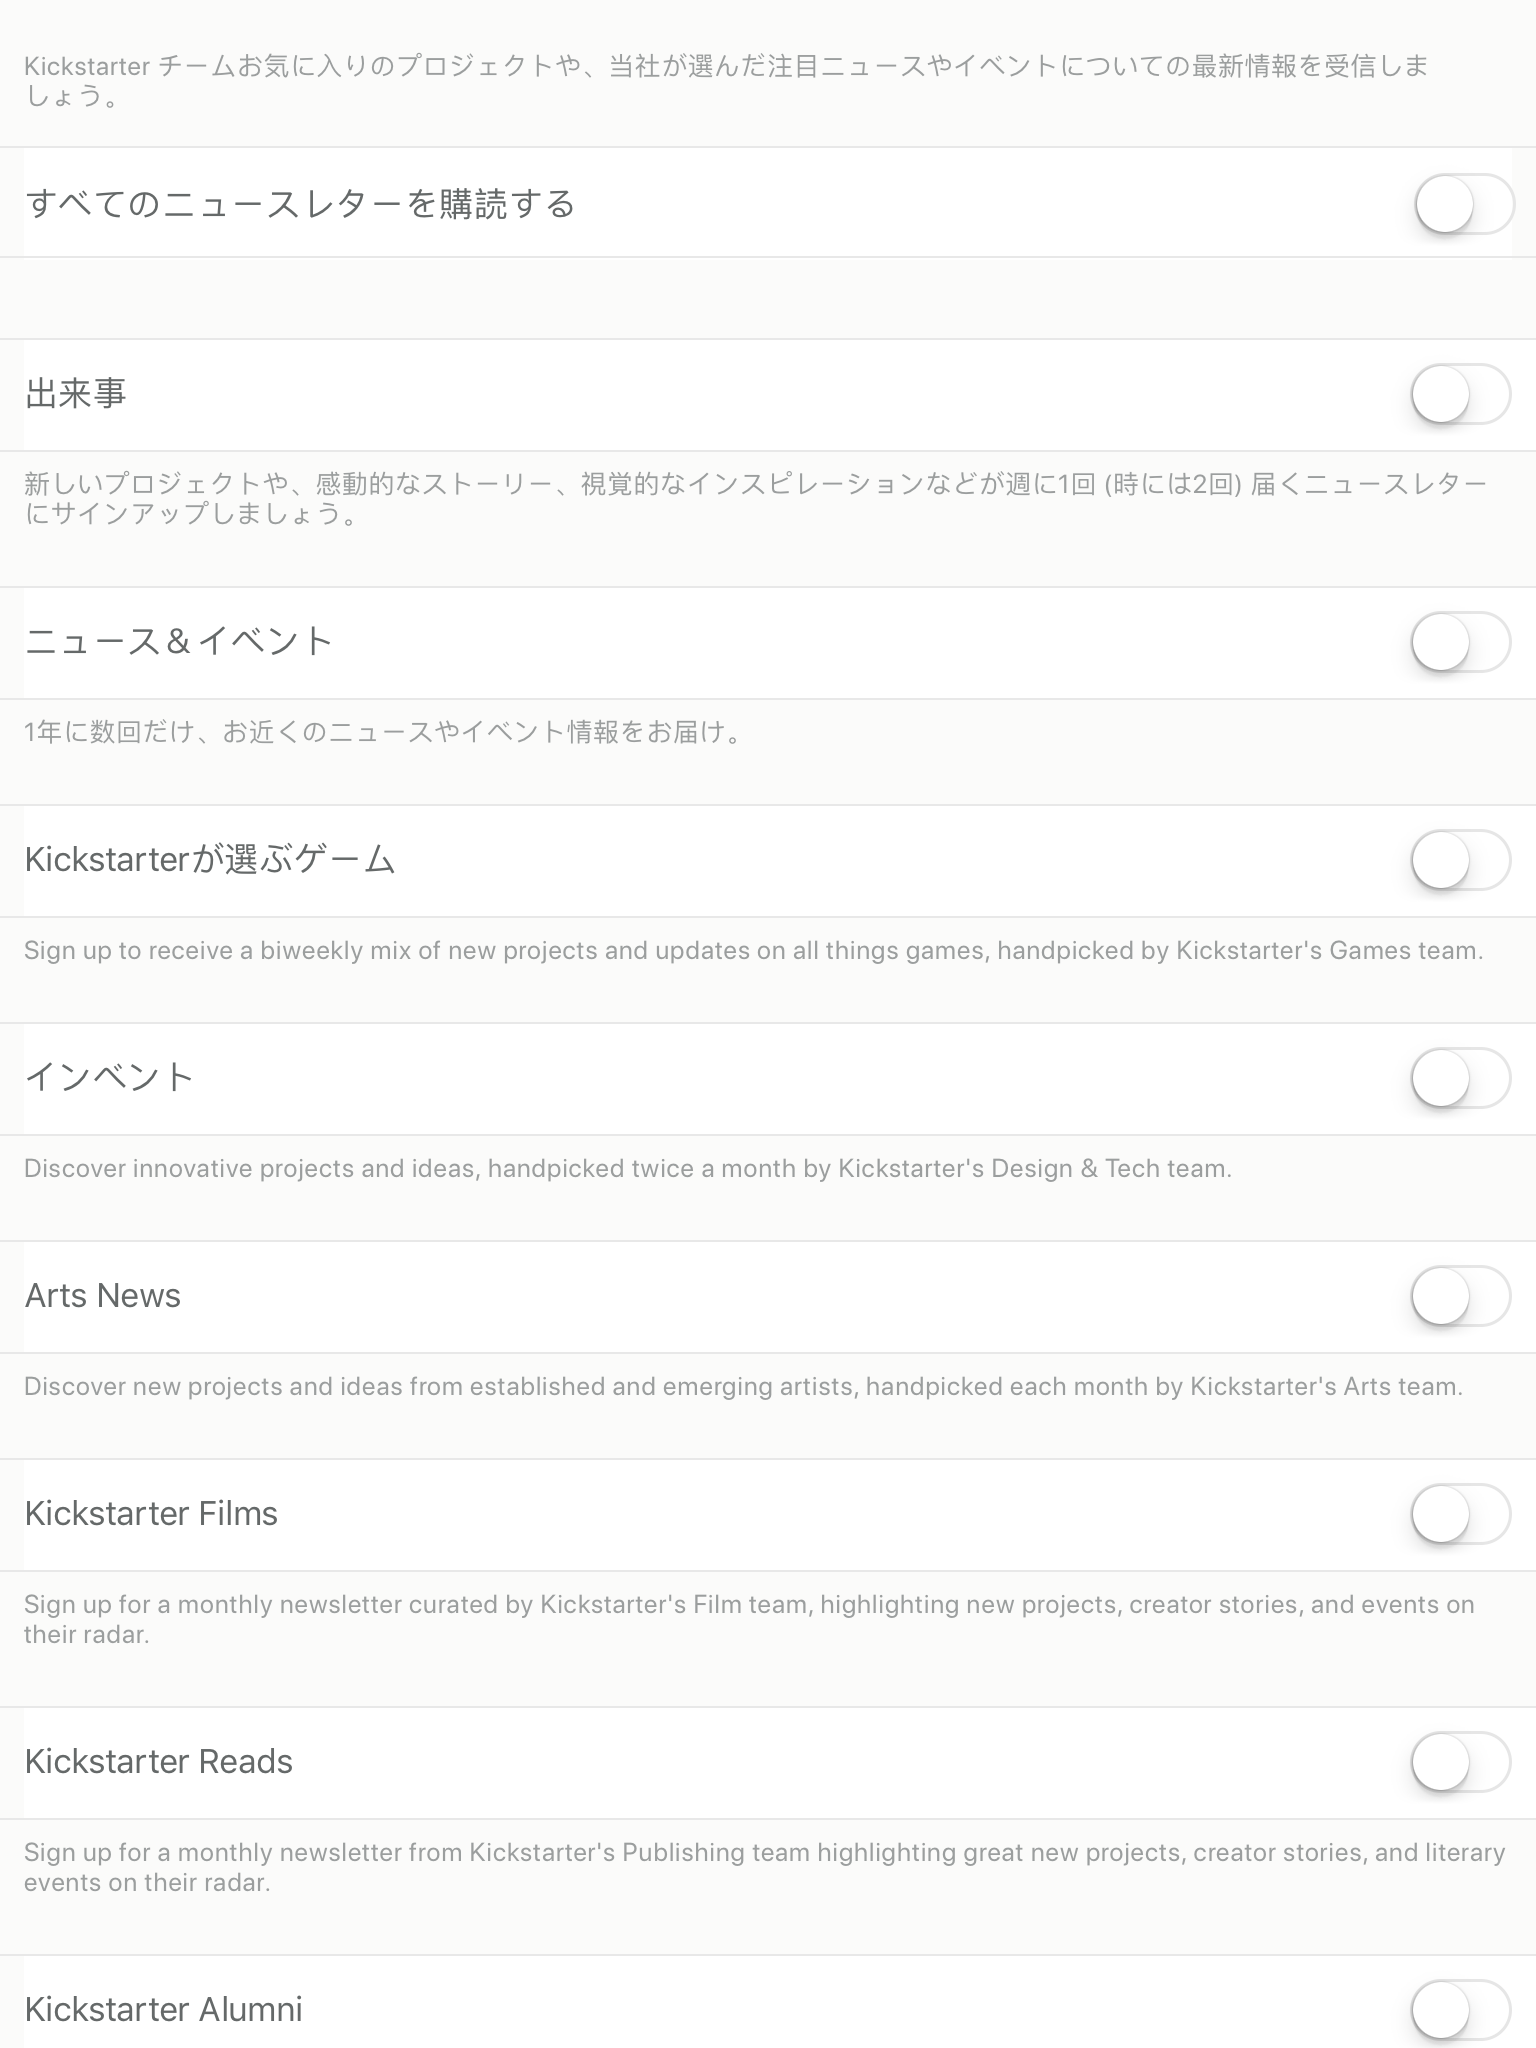 Kickstarter チームお気に入りのプロジェクトや、当社が選んだ注目ニュースやイベントについての最新情報を受信しま
しょう。
すべてのニュースレターを購読する
出来事
新しいプロジェクトや、感動的なストーリー、視覚的なインスピレーションなどが週に1回 (時には2回) 届くニュースレター
にサインアップしましょう。
ニュース＆イベント
1年に数回だけ、お近くのニュースやイベント情報をお届け。
Kickstarterが選ぶゲーム
Sign up to receive a biweekly mix of new projects and updates on all things games, handpicked by Kickstarter's Games team.
インベント
Discover innovative projects and ideas, handpicked twice a month by Kickstarter's Design & Tech team.
Arts News
Discover new projects and ideas from established and emerging artists, handpicked each month by Kickstarter's Arts team.
Kickstarter Films
Sign up for a monthly newsletter curated by Kickstarter's Film team, highlighting new projects, creator stories, and events on
their radar.
Kickstarter Reads
Sign up for a monthly newsletter from Kickstarter's Publishing team highlighting great new projects, creator stories, and literary
events on their radar.
Kickstarter Alumni